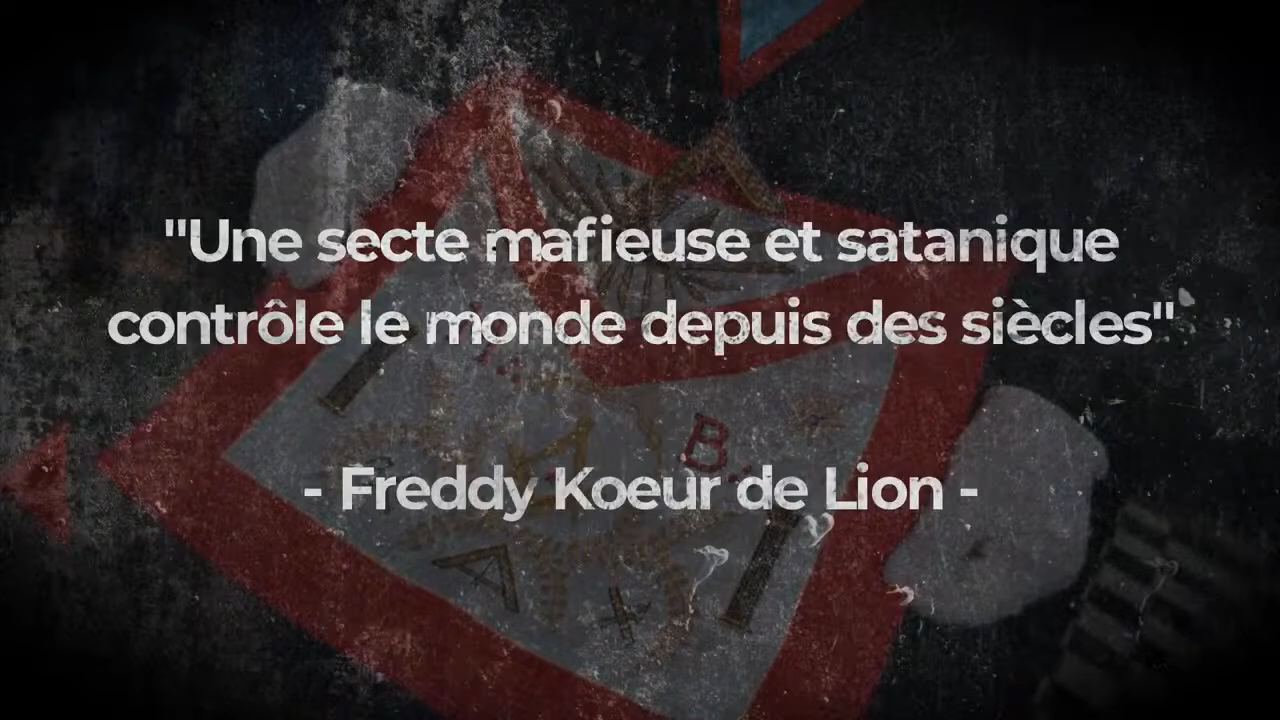 "Une secte mafieuse et satanique
contrôle le monde depuis des siècles"
- Freddy Koeur de Lion -
B